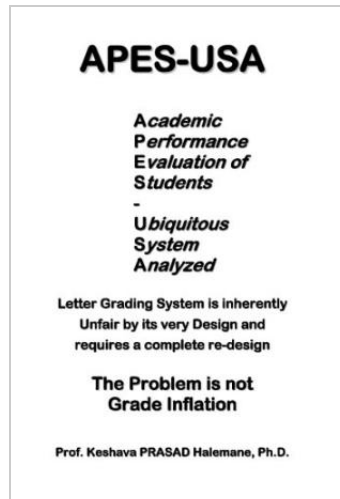 APES-USA
Academic
Performance
Evaluation of
Students
-
Ubiquitous
System
Analyzed
Letter Grading System is inherently
Unfair by its very Design and
requires a complete re-design
The Problem is not
Grade Inflation
Prof. Keshava PRASAD Halemane, Ph.D.